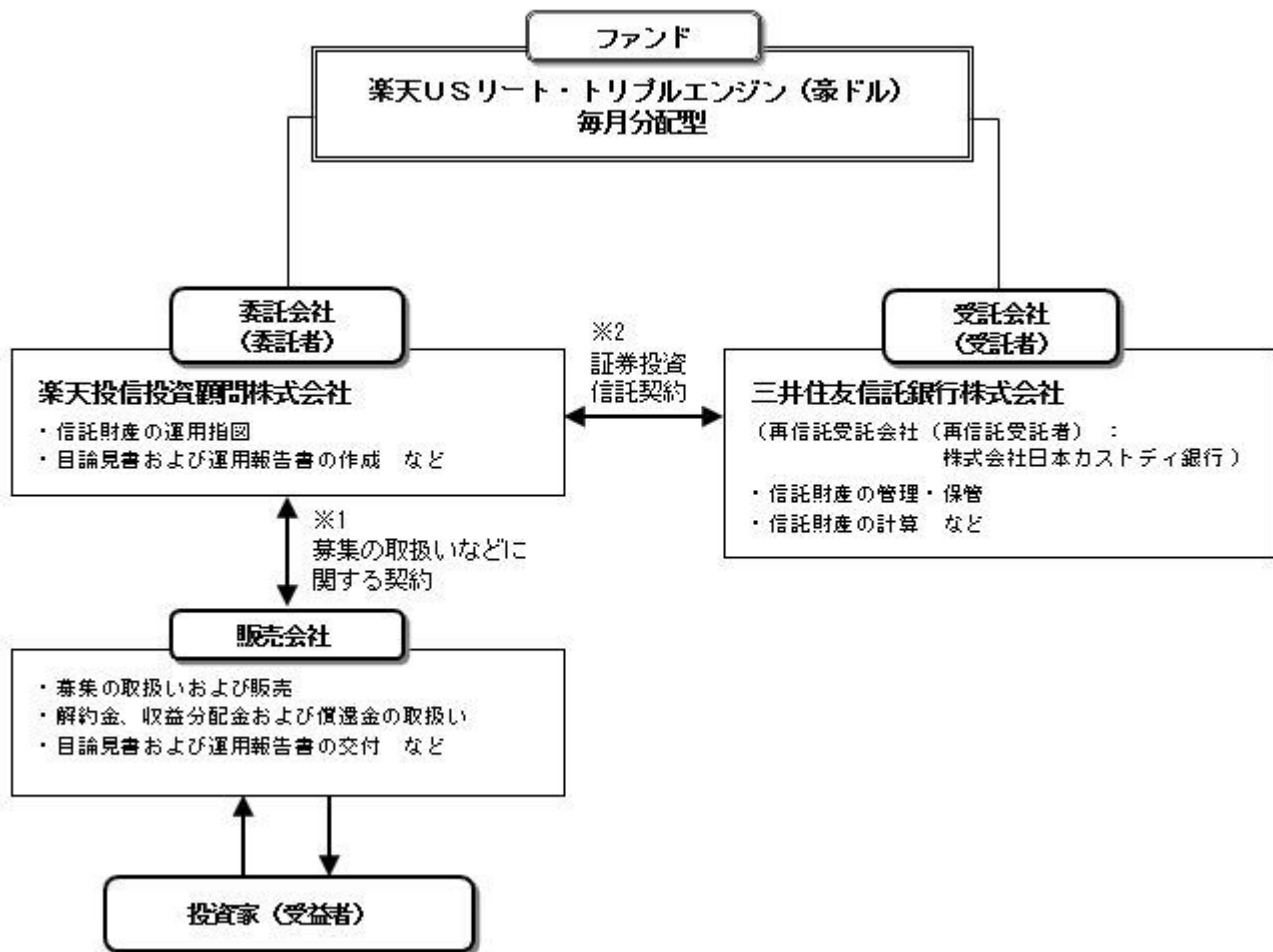 ファンド
楽天USリート・トリプルエンジン（豪ドル）
毎月分配型
委託会社
（委託者）
楽天投信投資顧問株式会社
・信託財産の運用指図
・目論見書および運用報告書の作成　など
※2
証券投資
信託契約
受託会社
（受託者）
三井住友信託銀行株式会社
（再信託受託会社（再信託受託者）：
株式会社日本カストディ銀行）
・信託財産の管理・保管
・信託財産の計算　など
※1
募集の取扱いなどに
関する契約
販売会社
・募集の取扱いおよび販売
・解約金、収益分配金および償還金の取扱い
・目論見書および運用報告書の交付　など
投資家（受益者）